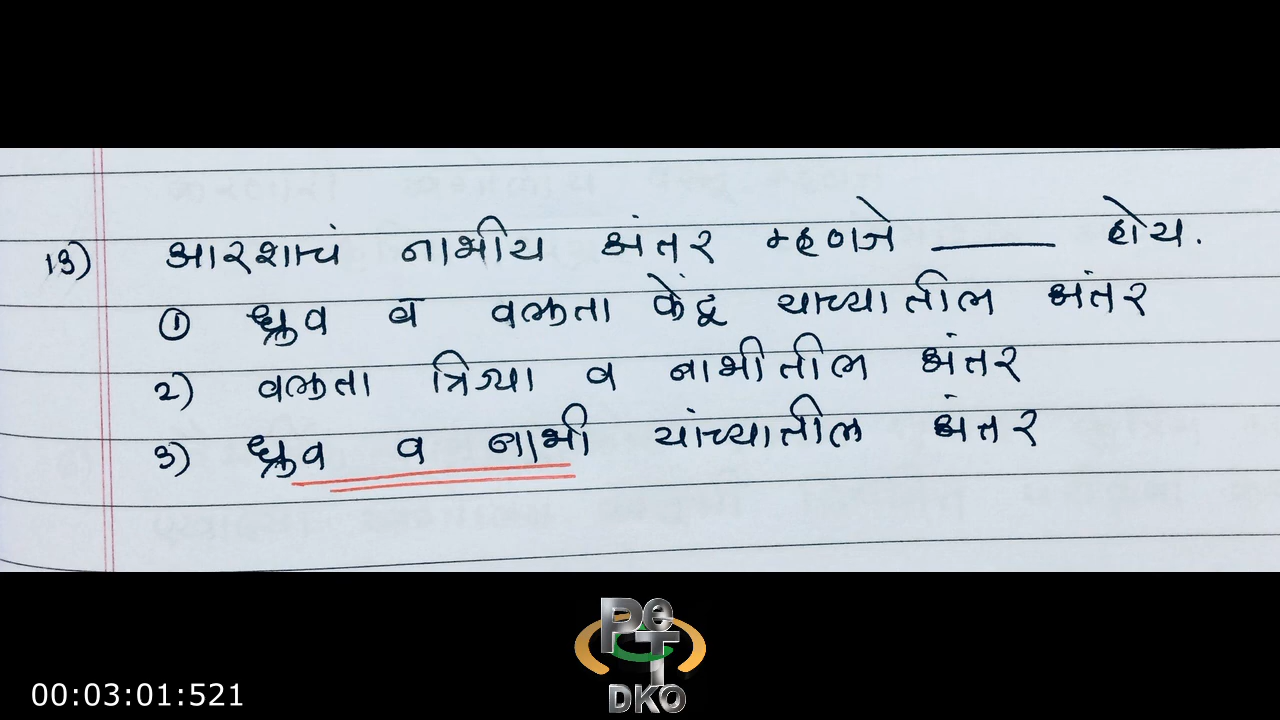 13) आरशाचं नाभीय अंतर म्हणजे ______ होय.
① ध्रुव व वक्रता केंद्र याच्यातील अंतर
2) वक्रता त्रिज्या व नाभीतील अंतर
3) ध्रुव व नाभी यांच्यातील अंतर
PeT
DKO
00:03:01:521